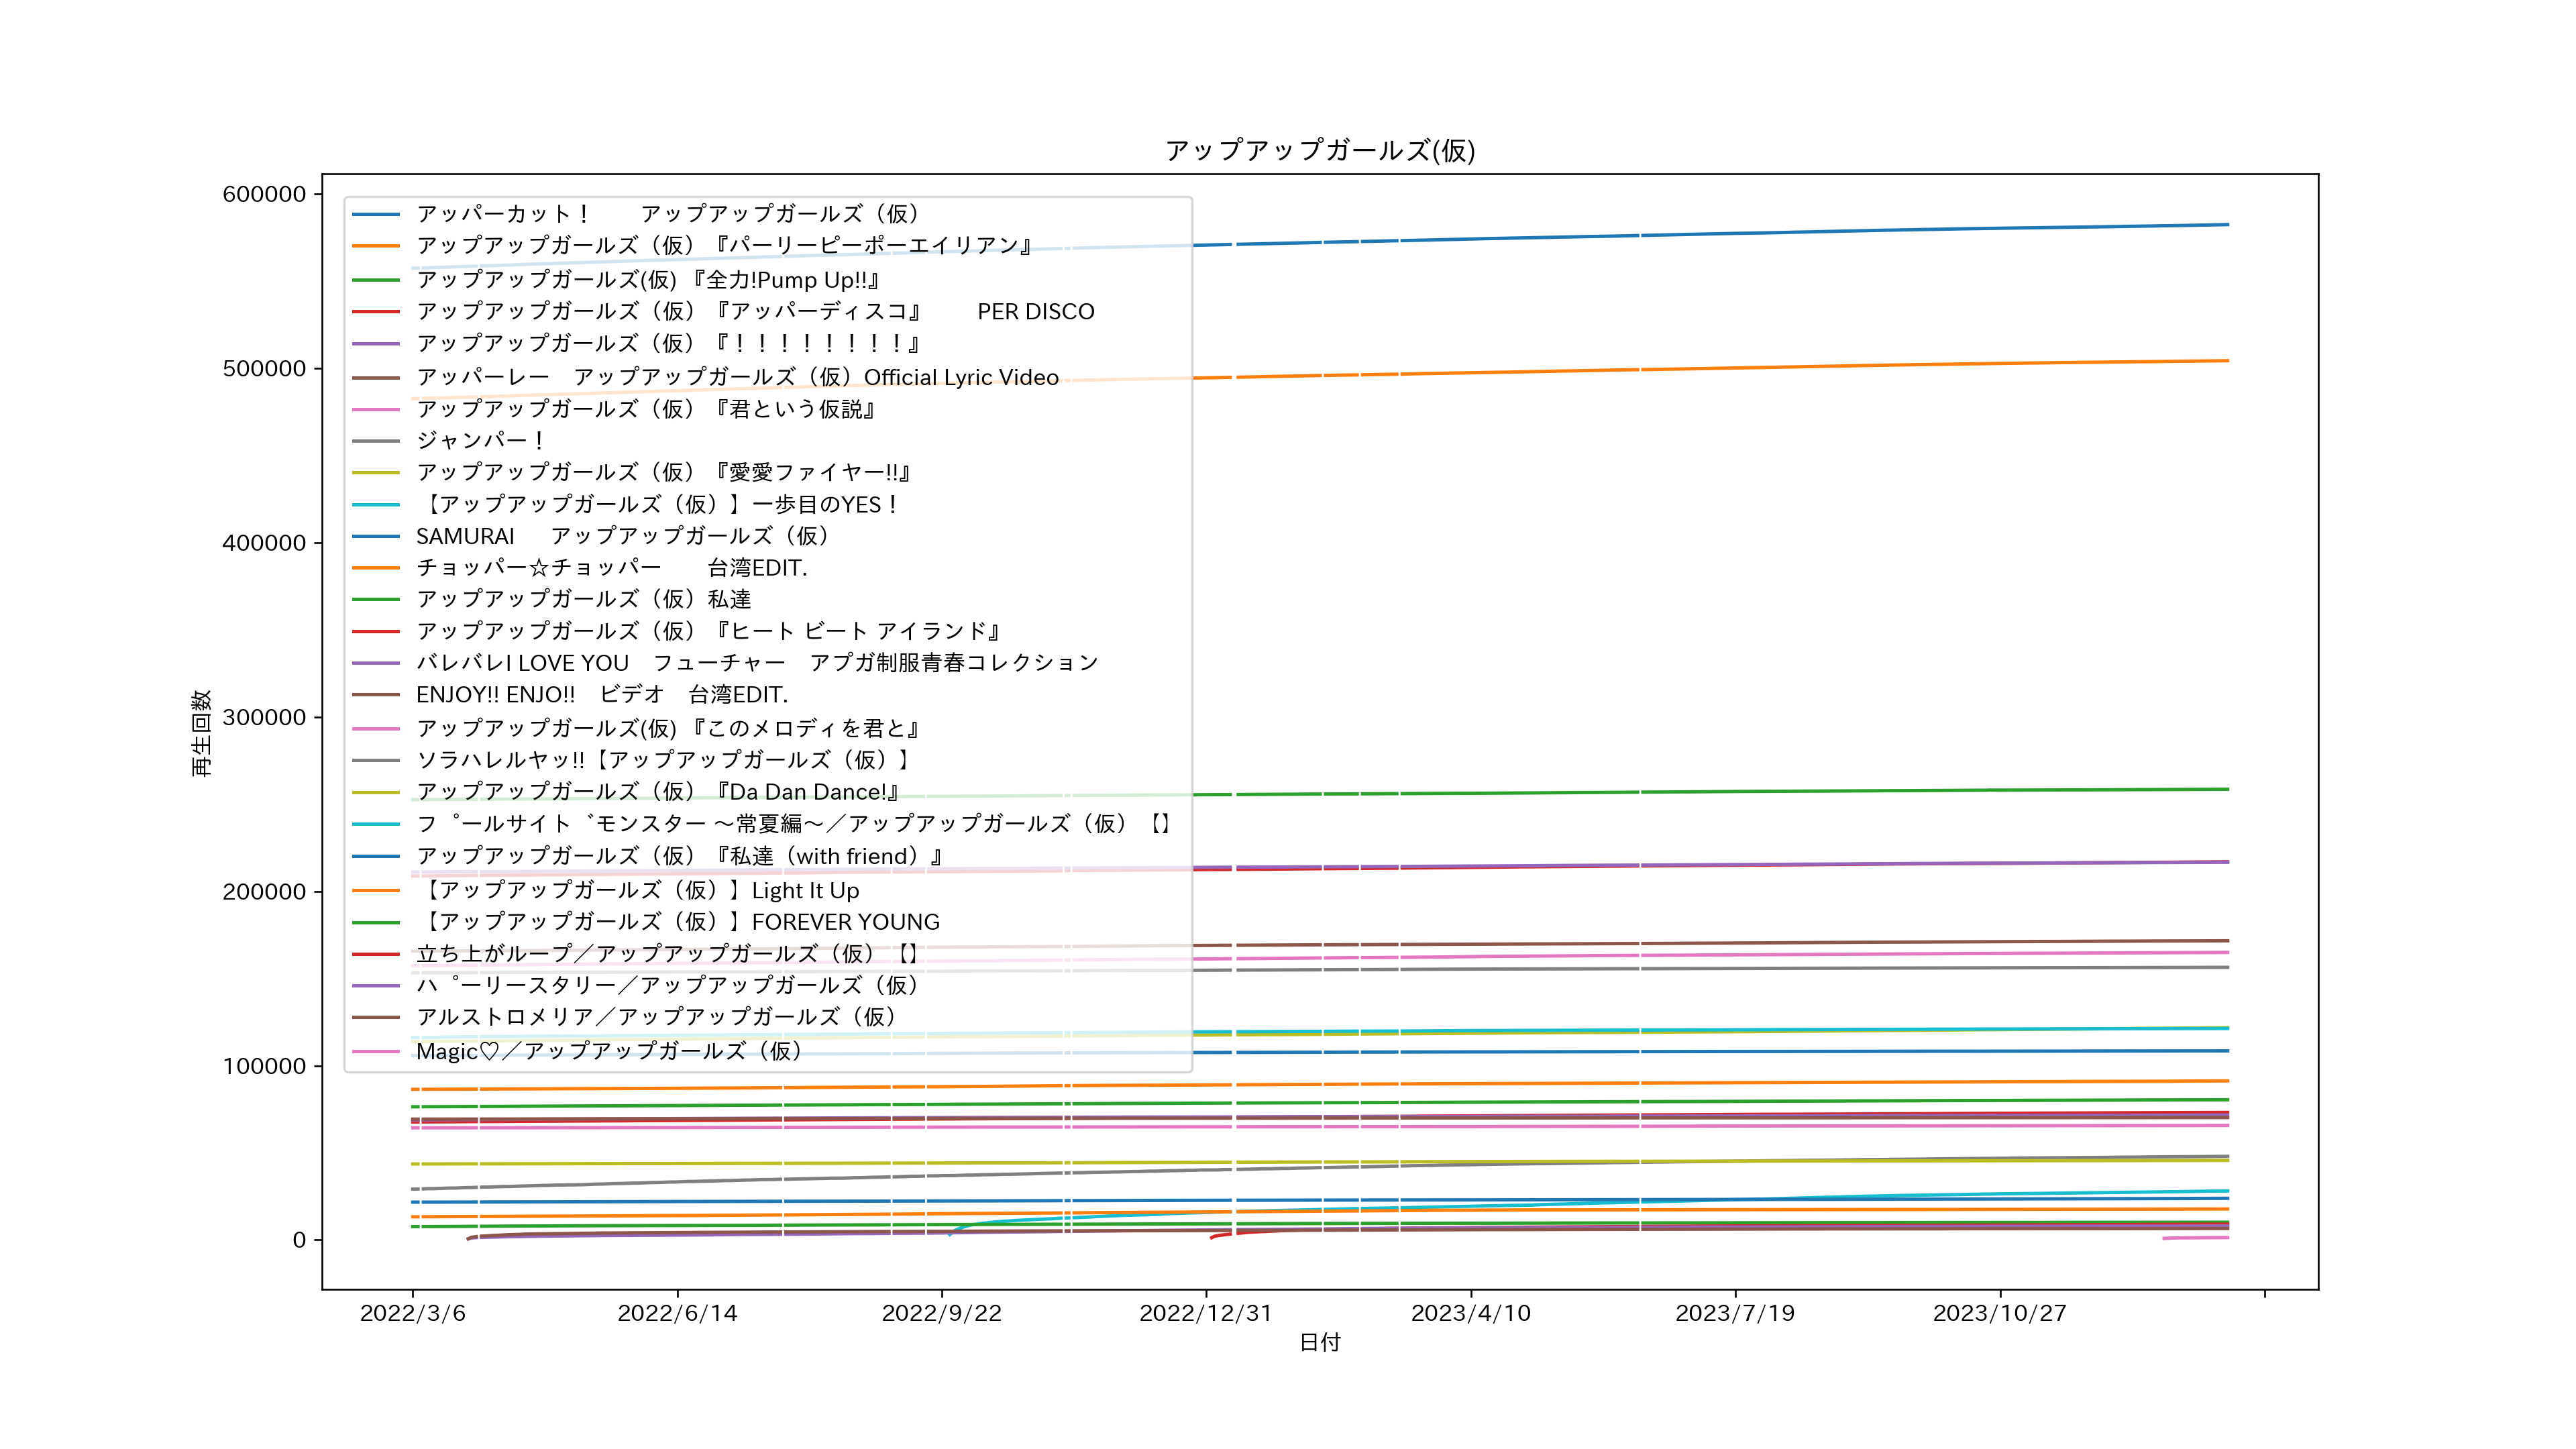 アップアップガールズ(仮)
600000
500000
400000
300000
200000
100000
0
再生回数
アッパーカット！　　アップアップガールズ（仮）
アップアップガールズ（仮）『パーリーピーポーエイリアン』
アップアップガールズ(仮) 『全力!Pump Up!!』
アップアップガールズ（仮）『アッパーディスコ』　　PER DISCO
アップアップガールズ（仮）『！！！！！！！！』
アッパーレー　アップアップガールズ（仮）Official Lyric Video
アップアップガールズ（仮）『君という仮説』
ジャンパー！
アップアップガールズ（仮）『愛愛ファイヤー!!』
【アップアップガールズ（仮）】一歩目のYES！
SAMURAI　 アップアップガールズ（仮）
チョッパー☆チョッパー　　台湾EDIT.
アップアップガールズ（仮）私達
アップアップガールズ（仮）『ヒート ビート アイランド』
バレバレI LOVE YOU　フューチャー　アプガ制服青春コレクション
ENJOY!! ENJO!!　ビデオ　台湾EDIT.
アップアップガールズ(仮) 『このメロディを君と』
ソラハレルヤッ!!【アップアップガールズ（仮）】
アップアップガールズ（仮）『Da Dan Dance!』
プールサイドモンスター 〜常夏編〜／アップアップガールズ（仮）【】
アップアップガールズ（仮）『私達（with friend）』
【アップアップガールズ（仮）】Light It Up
【アップアップガールズ（仮）】FOREVER YOUNG
立ち上がループ／アップアップガールズ（仮）【】
パーリースタリー／アップアップガールズ（仮）
アルストロメリア／アップアップガールズ（仮）
Magic♡／アップアップガールズ（仮）
2022/3/6
2022/6/14
2022/9/22
2022/12/31
2023/4/10
2023/7/19
2023/10/27
日付